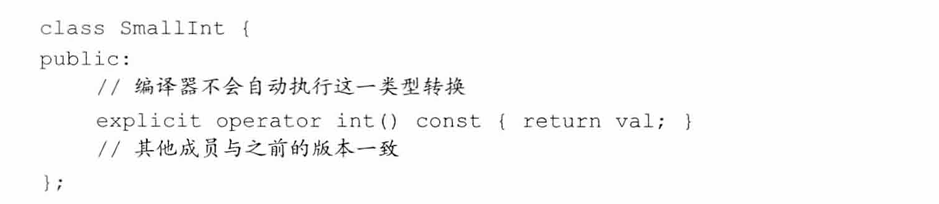 class SmallInt {
public:
    // 编译器不会自动执行这一类型转换
    explicit operator int() const { return val; }
    // 其他成员与之前的版本一致
};